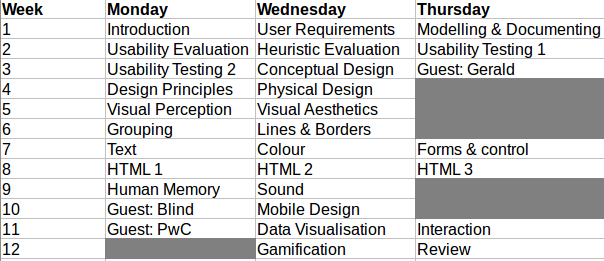 Week Monday Wednesday Thursday
1 Introduction User Requirements Modelling & Documenting
2 Usability Evaluation Heuristic Evaluation Usability Testing 1
3 Usability Testing 2 Conceptual Design Guest: Gerald
4 Design Principles Physical Design
5 Visual Perception Visual Aesthetics
6 Grouping Lines & Borders
7 Text Colour Forms & control
8 HTML 1 HTML 2 HTML 3
9 Human Memory Sound
10 Guest: Blind Mobile Design
11 Guest: PwC Data Visualisation Interaction
12 Gamification Review